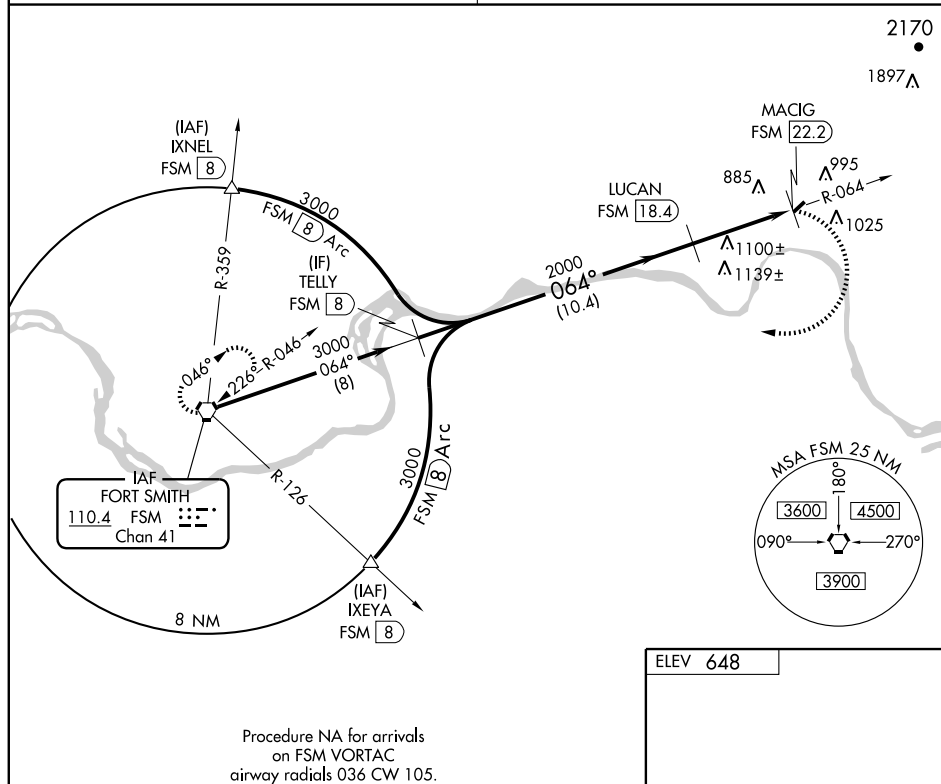 2170
1897
MACIG
FSM 22.2
(IAF)
IXNEL
FSM 8
885
995
R-064
LUCAN
FSM 18.4
1025
3000
FSM 8 Arc
1100±
1139±
(IF)
TELLY
FSM 8
2000
064°
(10.4)
R-359
046°
226°
R-046
3000
064°
(8)
3000
FSM 8 Arc
R-126
IAF
FORT SMITH
110.4 FSM
Chan 41
MSA FSM 25 NM
180°
3600 4500
090° 270°
3900
(IAF)
IXEYA
FSM 8
8 NM
ELEV 648
Procedure NA for arrivals
on FSM VORTAC
airway radials 036 CW 105.